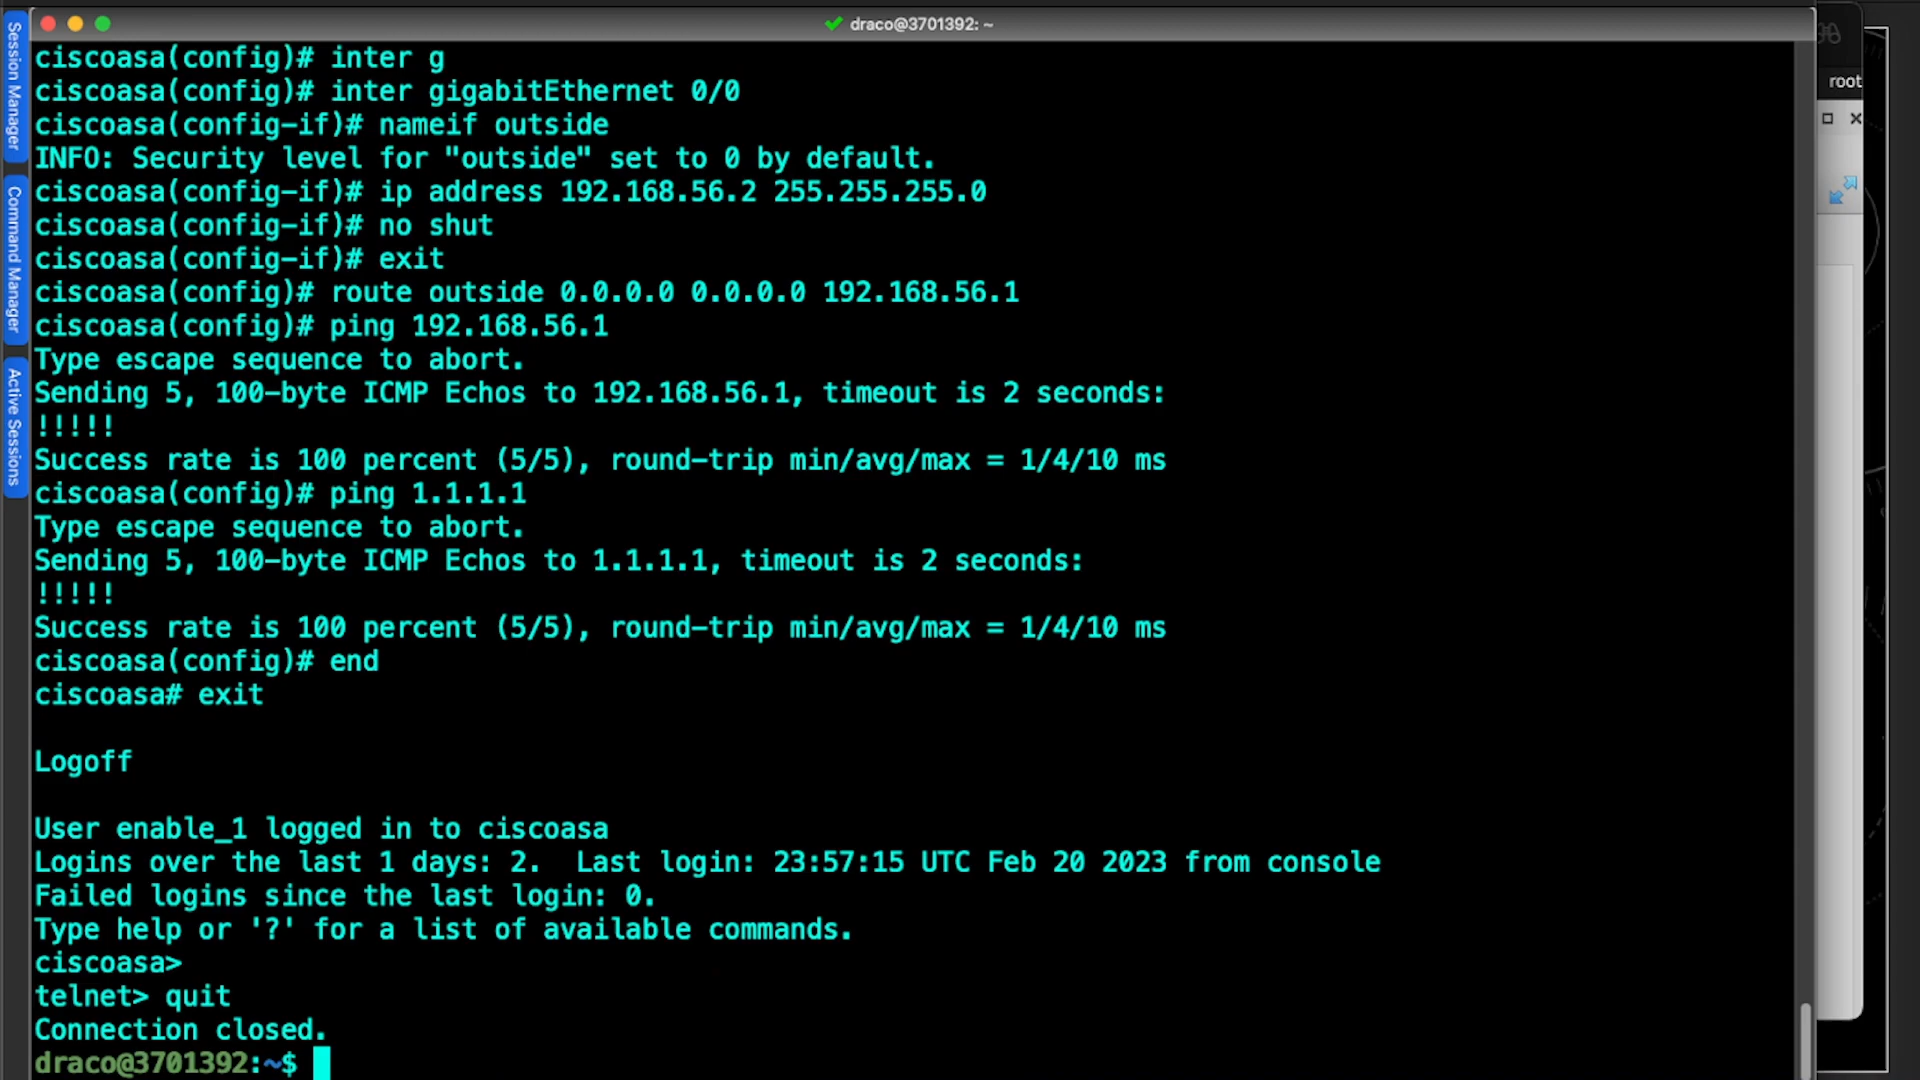 draco@3701392: ~
Session Manager
Command Manager
Active Sessions
root
ciscoasa(config)# inter g
ciscoasa(config)# inter gigabitEthernet 0/0
ciscoasa(config-if)# nameif outside
INFO: Security level for "outside" set to 0 by default.
ciscoasa(config-if)# ip address 192.168.56.2 255.255.255.0
ciscoasa(config-if)# no shut
ciscoasa(config-if)# exit
ciscoasa(config)# route outside 0.0.0.0 0.0.0.0 192.168.56.1
ciscoasa(config)# ping 192.168.56.1
Type escape sequence to abort.
Sending 5, 100-byte ICMP Echos to 192.168.56.1, timeout is 2 seconds:
!!!!!
Success rate is 100 percent (5/5), round-trip min/avg/max = 1/4/10 ms
ciscoasa(config)# ping 1.1.1.1
Type escape sequence to abort.
Sending 5, 100-byte ICMP Echos to 1.1.1.1, timeout is 2 seconds:
!!!!!
Success rate is 100 percent (5/5), round-trip min/avg/max = 1/4/10 ms
ciscoasa(config)# end
ciscoasa# exit
Logoff
User enable_1 logged in to ciscoasa
Logins over the last 1 days: 2.  Last login: 23:57:15 UTC Feb 20 2023 from console
Failed logins since the last login: 0.
Type help or '?' for a list of available commands.
ciscoasa>
telnet> quit
Connection closed.
draco@3701392:~$